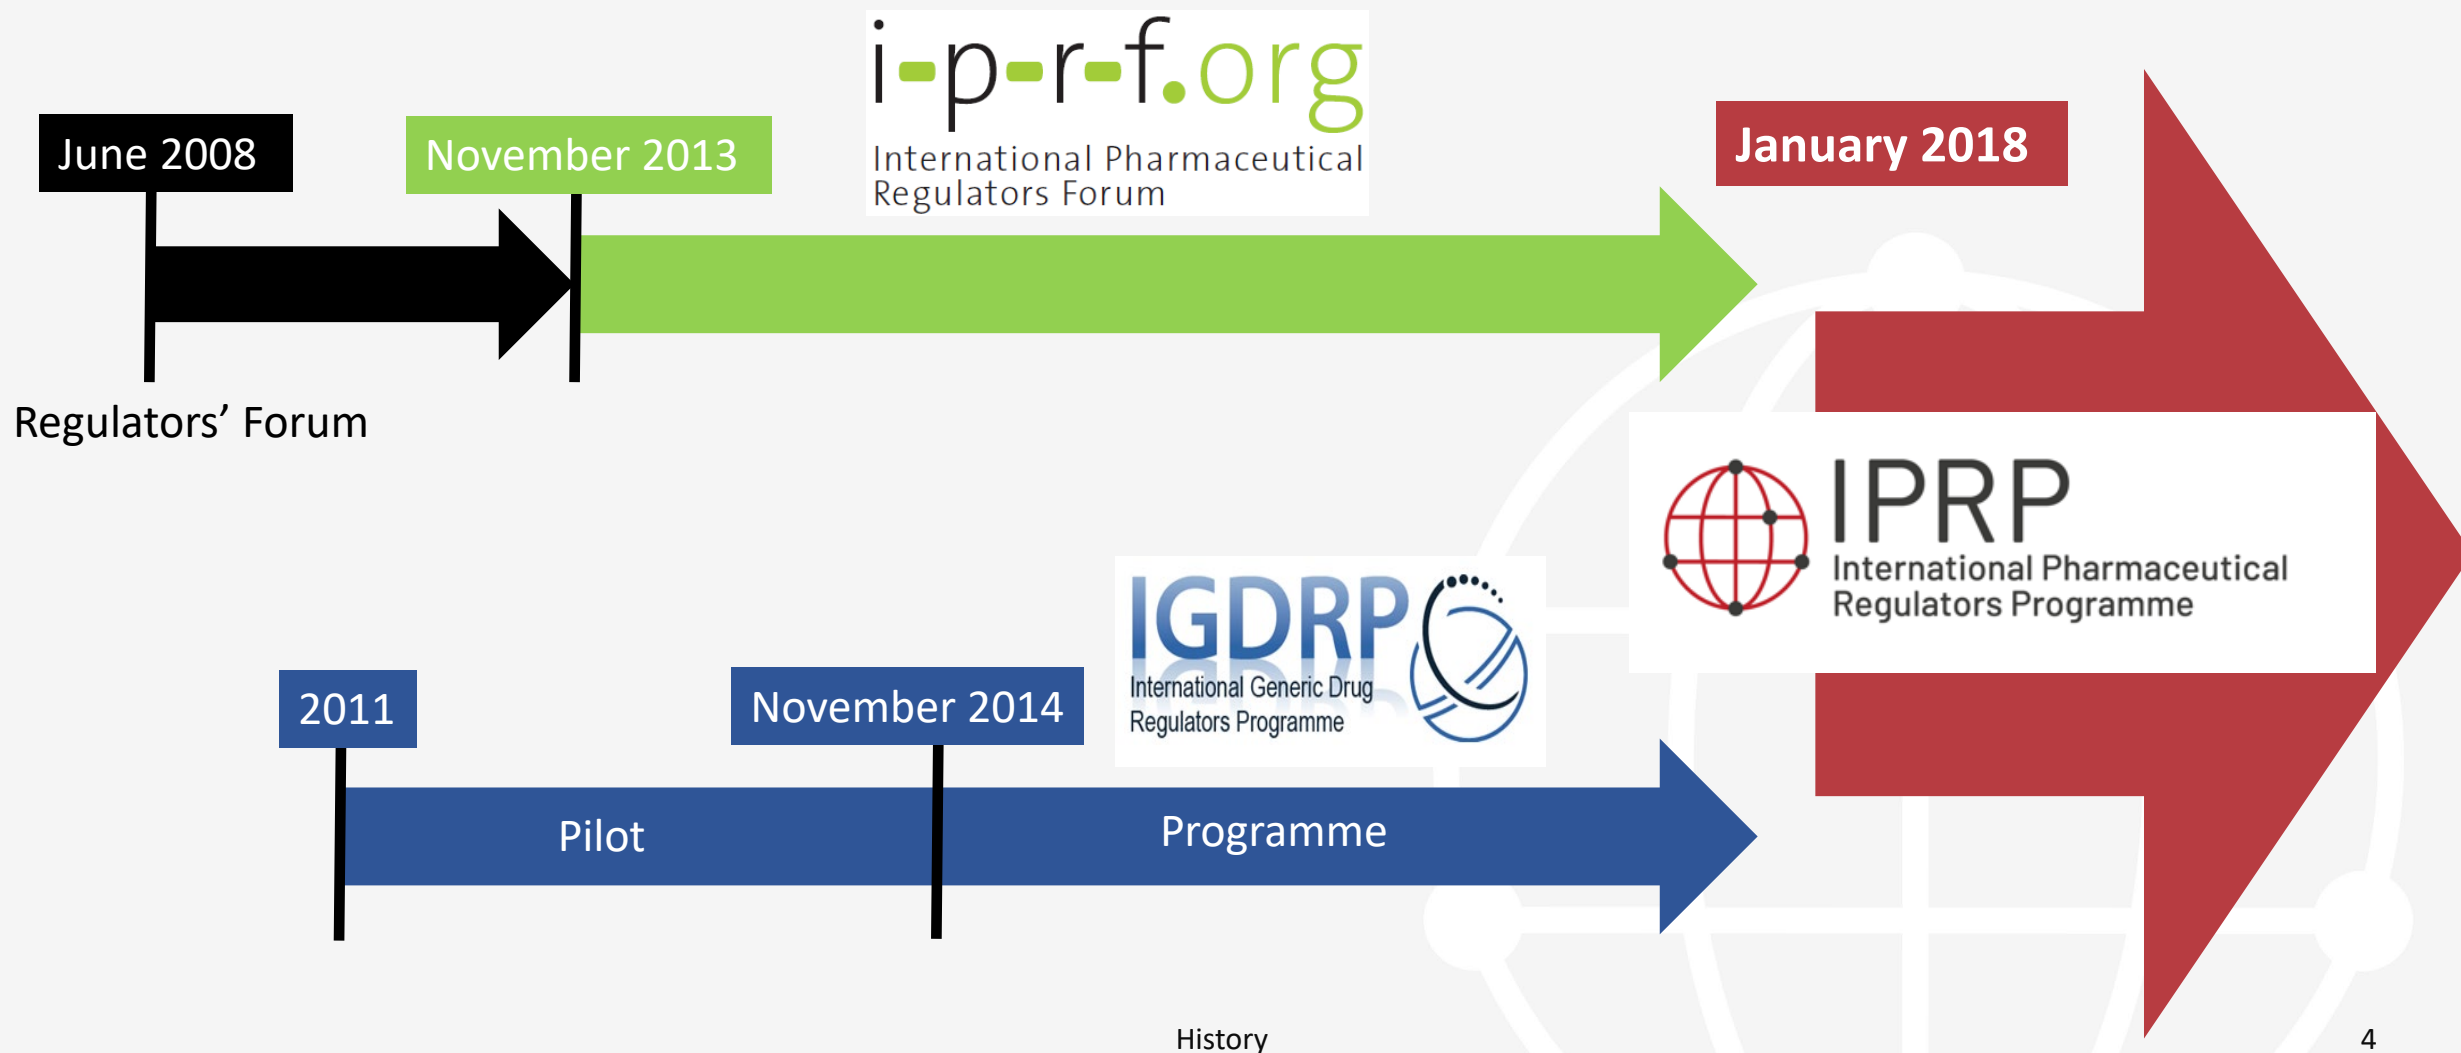 i-p-r-f.org
International Pharmaceutical
Regulators Forum
June 2008
November 2013
January 2018
Regulators’ Forum
IPRP
International Pharmaceutical
Regulators Programme
IGDRP
International Generic Drug
Regulators Programme
2011
November 2014
Pilot
Programme
History
4